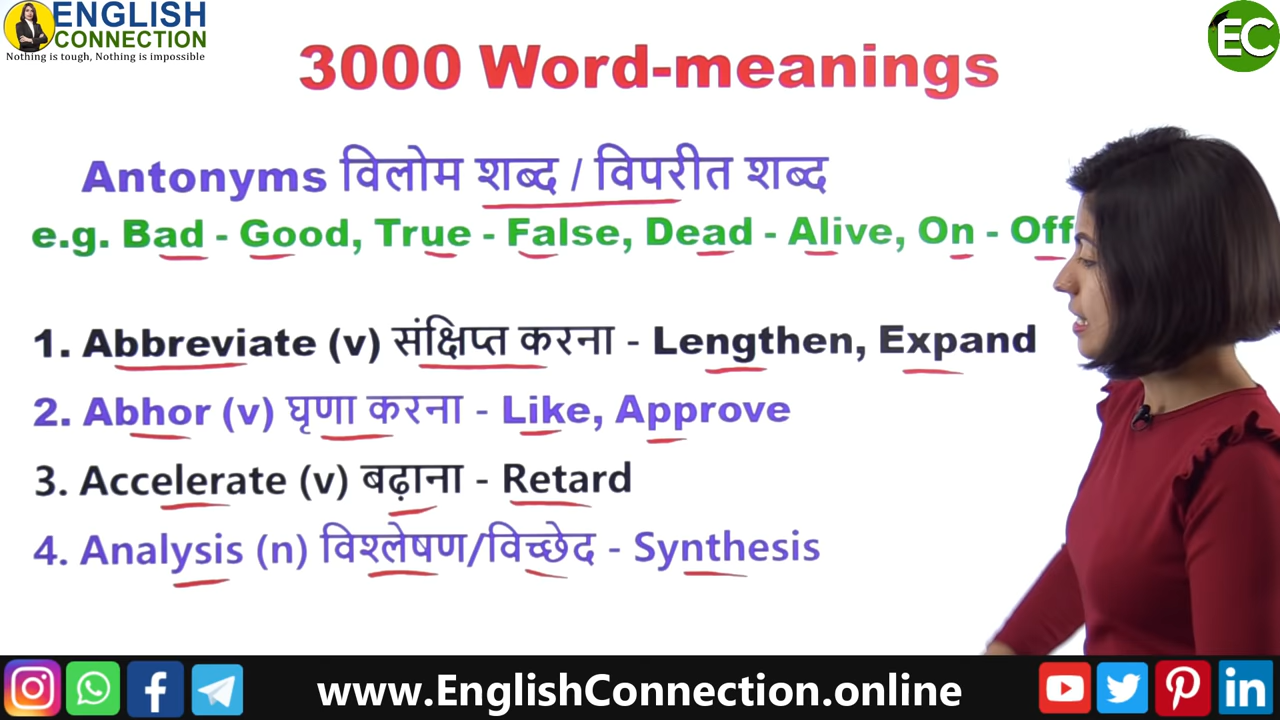 ENGLISH
CONNECTION
Nothing is tough, Nothing is impossible
EC
3000 Word-meanings
Antonyms विलोम शब्द / विपरीत शब्द
e.g. Bad - Good, True - False, Dead - Alive, On - Off
1. Abbreviate (v) संक्षिप्त करना - Lengthen, Expand
2. Abhor (v) घृणा करना - Like, Approve
3. Accelerate (v) बढ़ाना - Retard
4. Analysis (n) विश्लेषण/विच्छेद - Synthesis
www.EnglishConnection.online